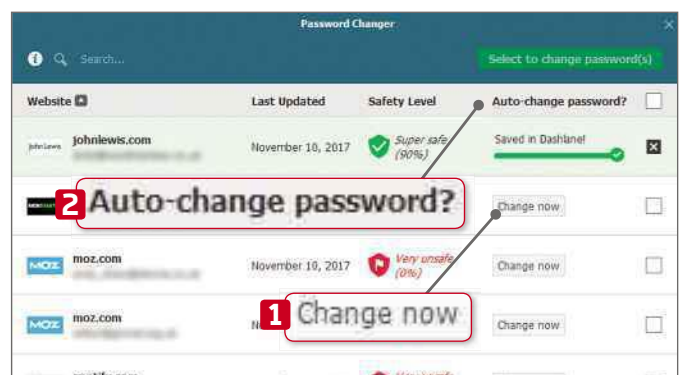 Password Changer
Search...
Select to change password(s)
Website Last Updated Safety Level Auto-change password?
John Lewis johnlewis.com November 10, 2017 Super safe (90%) Saved in Dashlane!
2 Auto-change password?
Change now
MOZ moz.com November 10, 2017 Very unsafe (0%) Change now
1 Change now
MOZ moz.com Change now